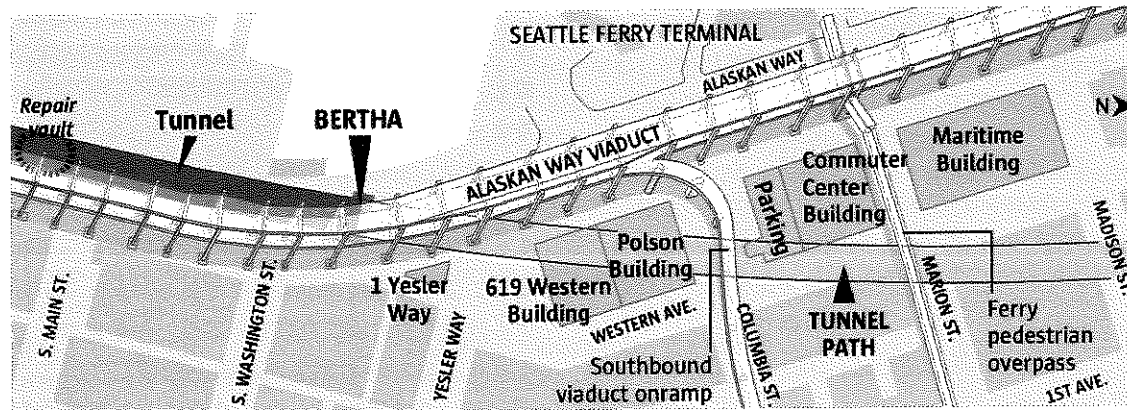 SEATTLE FERRY TERMINAL
ALASKAN WAY
Repair
vault
Tunnel
BERTHA
ALASKAN WAY VIADUCT
N
Commuter
Center
Building
Maritime
Building
Parking
Polson
Building
1 Yesler
Way
619 Western
Building
WESTERN AVE.
TUNNEL
PATH
Ferry
pedestrian
overpass
Southbound
viaduct onramp
S. MAIN ST.
S. WASHINGTON ST.
YESLER WAY
COLUMBIA ST.
MARION ST.
MADISON ST.
1ST AVE.